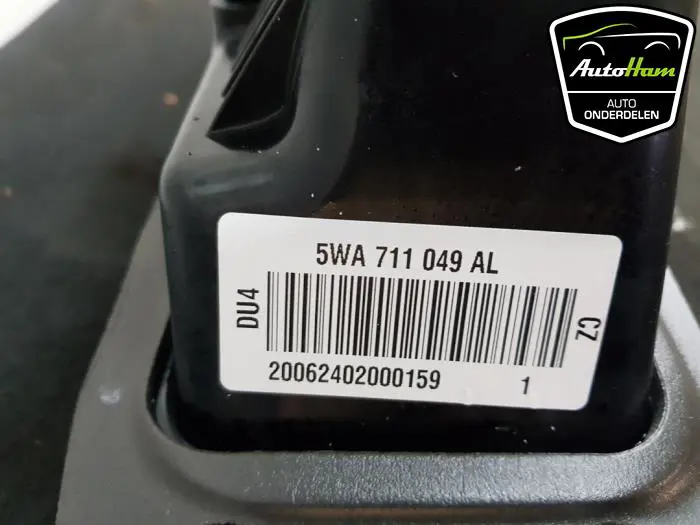 AutoHam
AUTO
ONDERDELEN
5WA 711 049 AL
DU4
CZ
20062402000159 1